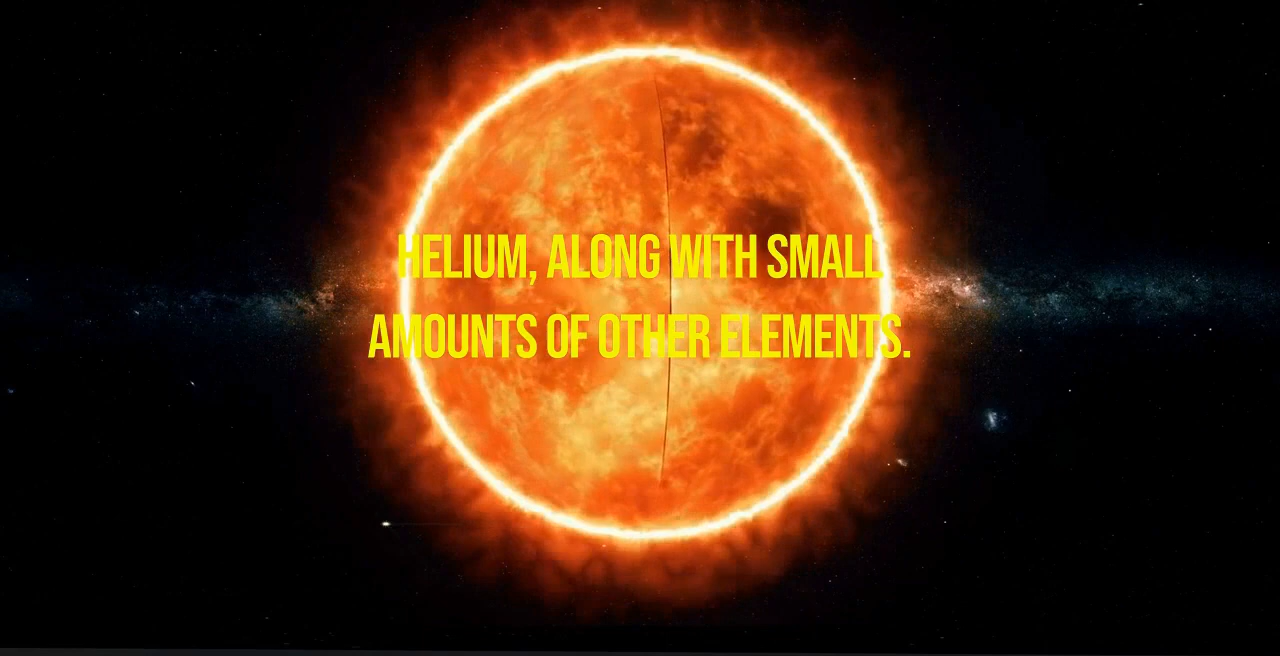 HELIUM, ALONG WITH SMALL
AMOUNTS OF OTHER ELEMENTS.